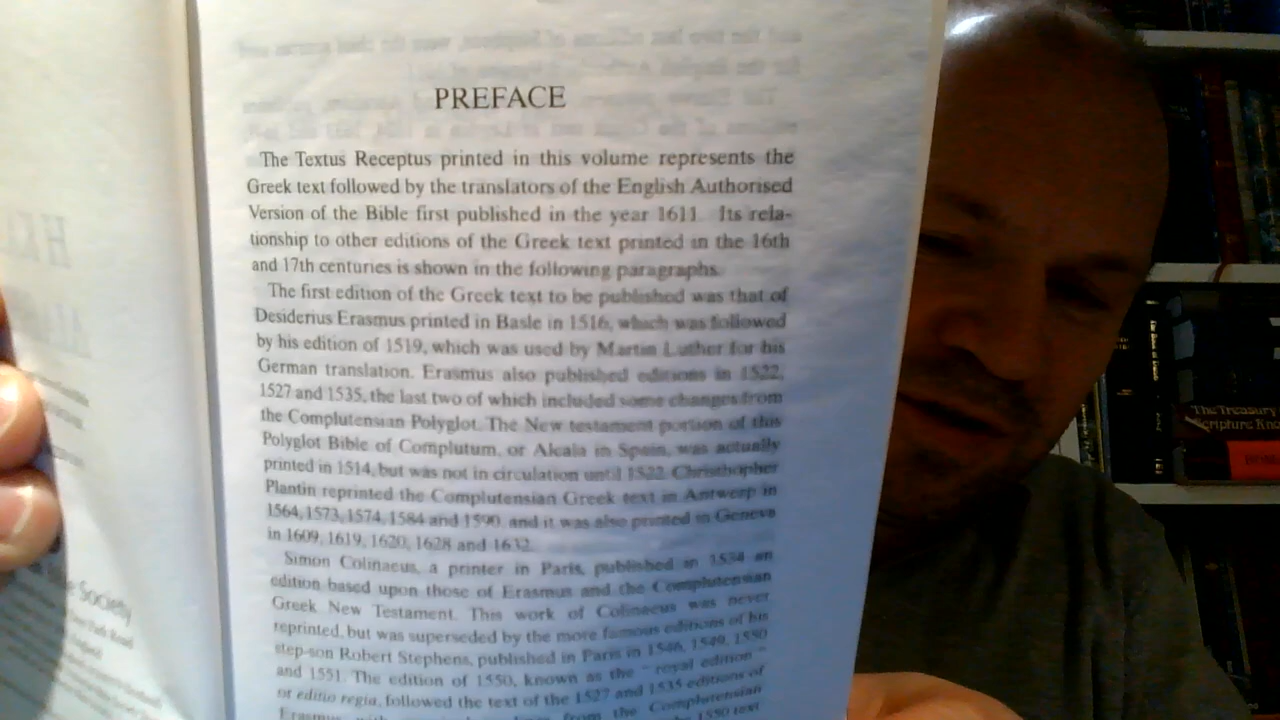 PREFACE
The Textus Receptus printed in this volume represents the
Greek text followed by the translators of the English Authorised
Version of the Bible first published in the year 1611. Its rela-
tionship to other editions of the Greek text printed in the 16th
and 17th centuries is shown in the following paragraphs.
The first edition of the Greek text to be published was that of
Desiderius Erasmus printed in Basle in 1516, which was followed
by his edition of 1519, which was used by Martin Luther for his
German translation. Erasmus also published editions in 1522,
1527 and 1535, the last two of which included some changes from
the Complutensian Polyglot. The New testament portion of this
Polyglot Bible of Complutum, or Alcala in Spain, was actually
printed in 1514, but was not in circulation until 1522. Christhopher
Plantin reprinted the Complutensian Greek text in Antwerp in
1564, 1573, 1574, 1584 and 1590, and it was also printed in Geneva
in 1609, 1619, 1620, 1628 and 1632.
Simon Colinaeus, a printer in Paris, published in 1534 an
edition based upon those of Erasmus and the Complutensian
Greek New Testament. This work of Colinaeus was never
reprinted, but was superseded by the more famous editions of his
step-son Robert Stephens, published in Paris in 1546, 1549, 1550
and 1551. The edition of 1550, known as the " royal edition "
or editio regia, followed the text of the 1527 and 1535 editions of
Erasmus from the Complutensian
1550 text
Society
The Treasury
Scripture Kno